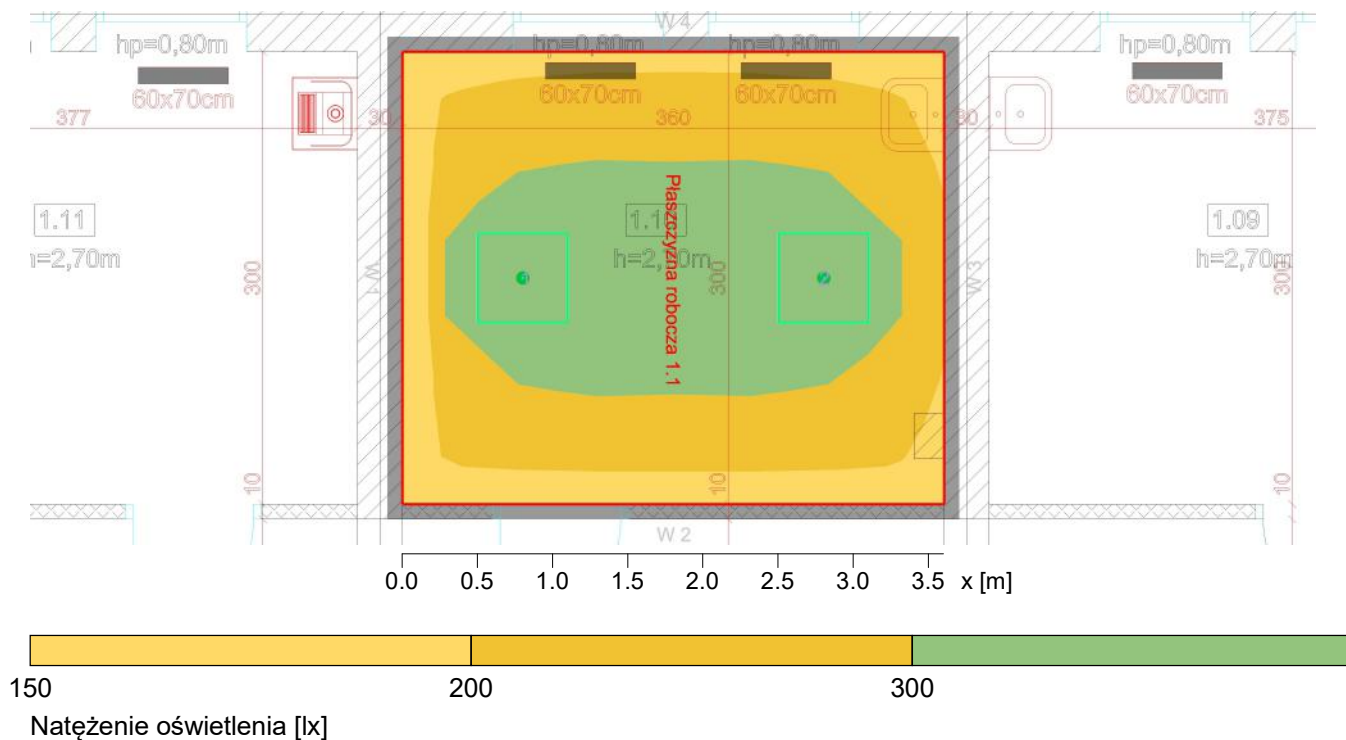 W 4
hp=0,80m
hp=0,80m
hp=0,80m
hp=0,80m
60x70cm
60x70cm
60x70cm
60x70cm
377
30
360
30
375
1.11
1.1
1.09
h=2,70m
h=2,70m
Płaszczyzna robocza 1.1
300
300
300
W 3
10
10
10
W 2
0.0 0.5 1.0 1.5 2.0 2.5 3.0 3.5 x [m]
150 200 300
Natężenie oświetlenia [lx]